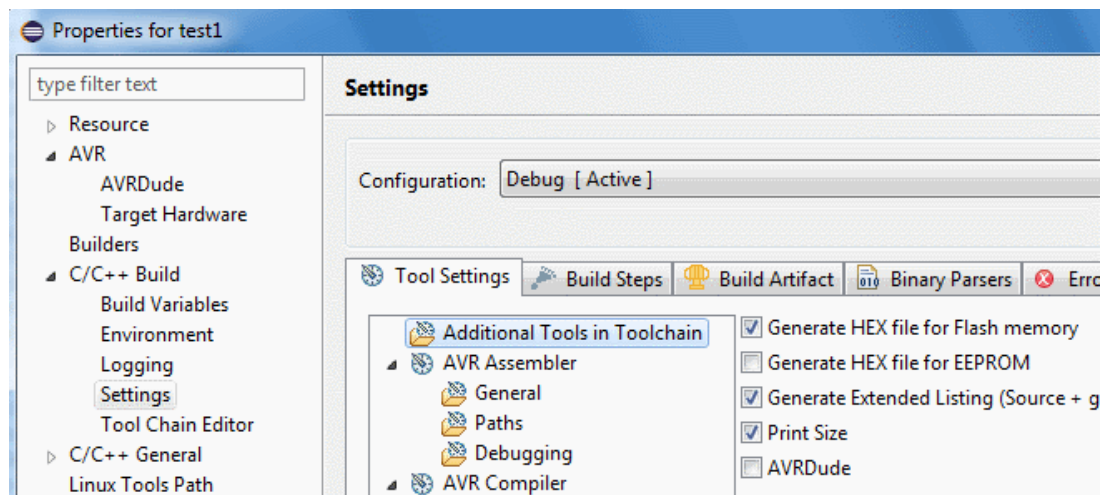 Properties for test1
type filter text
Resource
AVR
AVRDude
Target Hardware
Builders
C/C++ Build
Build Variables
Environment
Logging
Settings
Tool Chain Editor
C/C++ General
Linux Tools Path
Settings
Configuration: Debug [ Active ]
Tool Settings Build Steps Build Artifact Binary Parsers Erro
Additional Tools in Toolchain
AVR Assembler
General
Paths
Debugging
AVR Compiler
Generate HEX file for Flash memory
Generate HEX file for EEPROM
Generate Extended Listing (Source + g
Print Size
AVRDude